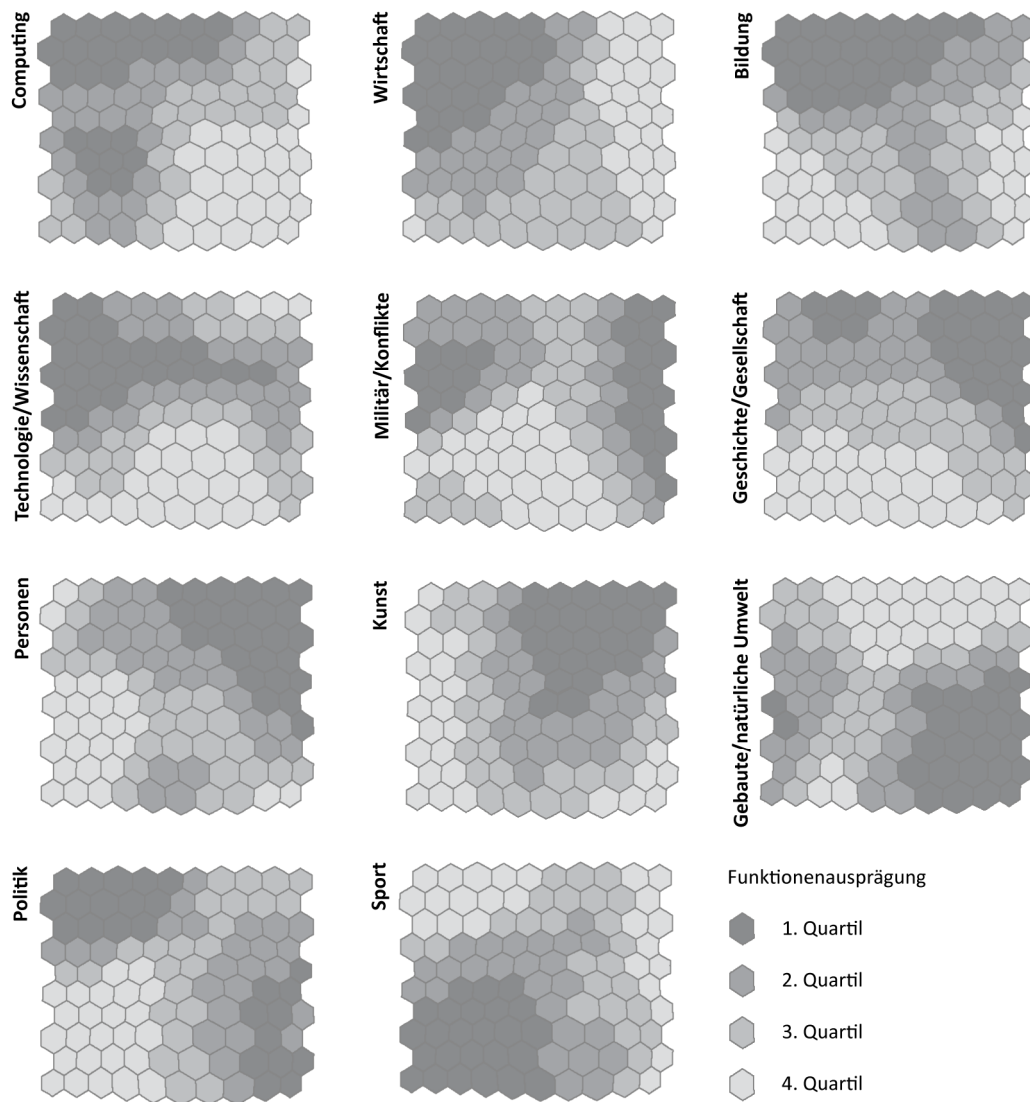 Computing
Wirtschaft
Bildung
Technologie/Wissenschaft
Militär/Konflikte
Geschichte/Gesellschaft
Personen
Kunst
Gebaute/natürliche Umwelt
Politik
Sport
Funktionenausprägung
1. Quartil
2. Quartil
3. Quartil
4. Quartil